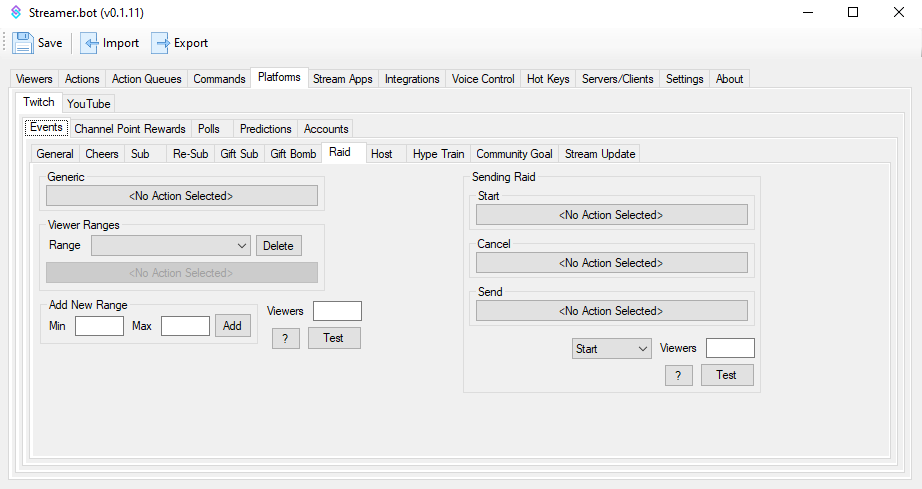 Streamer.bot (v0.1.11)
Save Import Export
Viewers Actions Action Queues Commands Platforms Stream Apps Integrations Voice Control Hot Keys Servers/Clients Settings About
Twitch YouTube
Events Channel Point Rewards Polls Predictions Accounts
General Cheers Sub Re-Sub Gift Sub Gift Bomb Raid Host Hype Train Community Goal Stream Update
Generic
<No Action Selected>
Viewer Ranges
Range Delete
<No Action Selected>
Add New Range
Min Max Add
Viewers
? Test
Sending Raid
Start
<No Action Selected>
Cancel
<No Action Selected>
Send
<No Action Selected>
Start Viewers
? Test